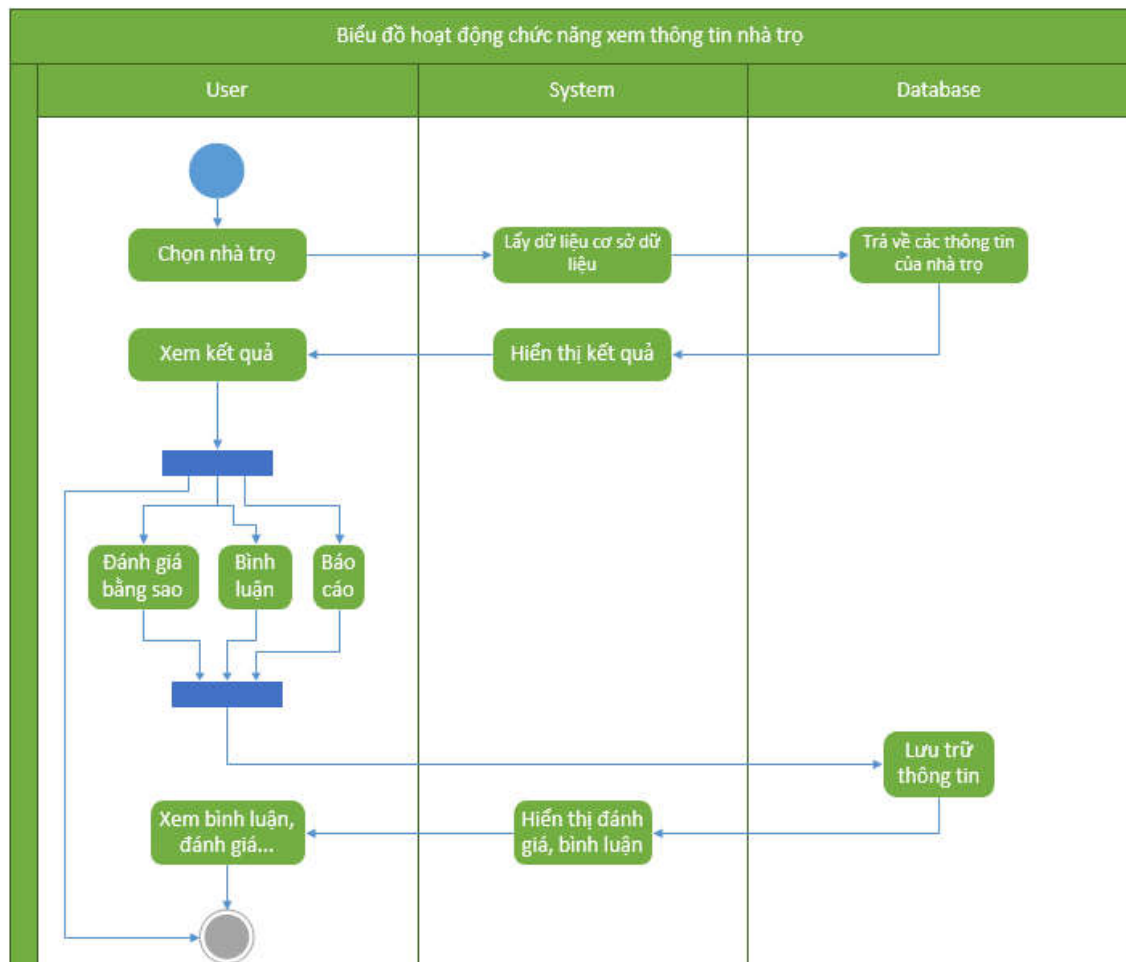 Biểu đồ hoạt động chức năng xem thông tin nhà trọ
User
System
Database
Chọn nhà trọ
Lấy dữ liệu cơ sở dữ
liệu
Trả về các thông tin
của nhà trọ
Xem kết quả
Hiển thị kết quả
Đánh giá
bằng sao
Bình
luận
Báo
cáo
Lưu trữ
thông tin
Xem bình luận,
đánh giá...
Hiển thị đánh
giá, bình luận